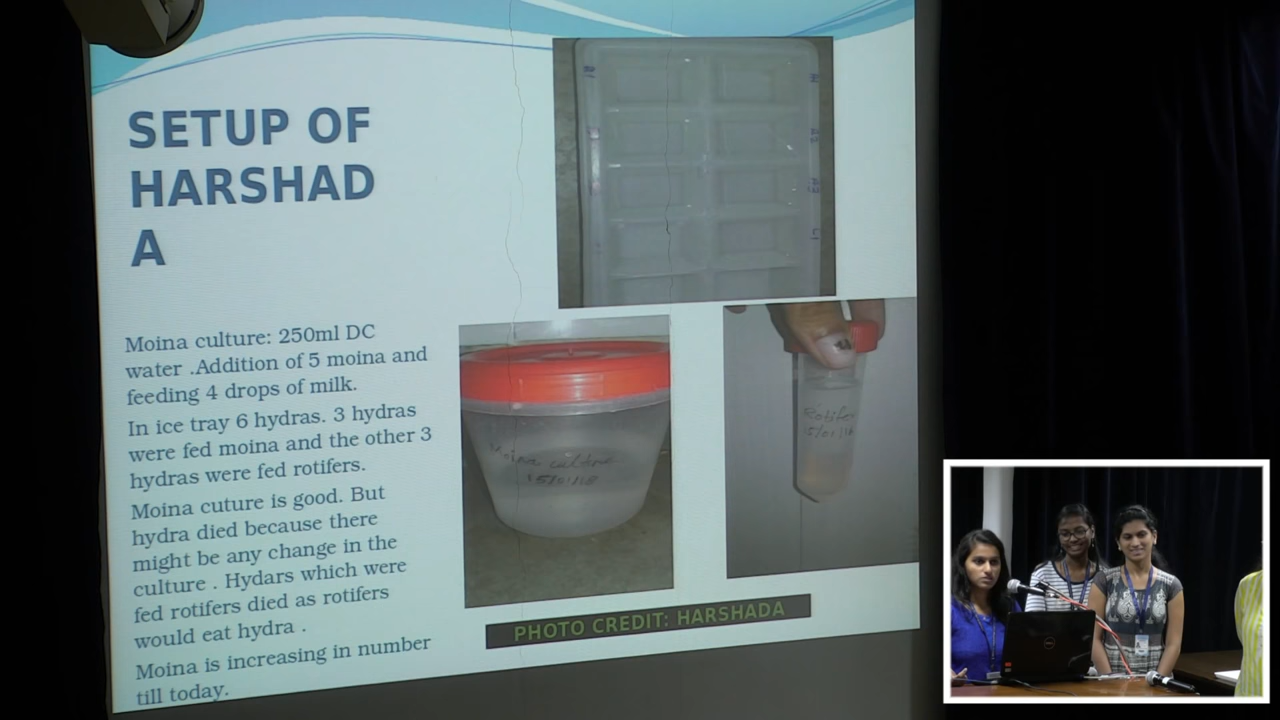 SETUP OF
HARSHAD
A
Moina culture: 250ml DC
water .Addition of 5 moina and
feeding 4 drops of milk.
In ice tray 6 hydras. 3 hydras
were fed moina and the other 3
hydras were fed rotifers.
Moina cuture is good. But
hydra died because there
might be any change in the
culture . Hydars which were
fed rotifers died as rotifiers
would eat hydra .
Moina is increasing in number
till today.
Moina culture
15/01/18
Rotifer
15/01/18
PHOTO CREDIT: HARSHADA